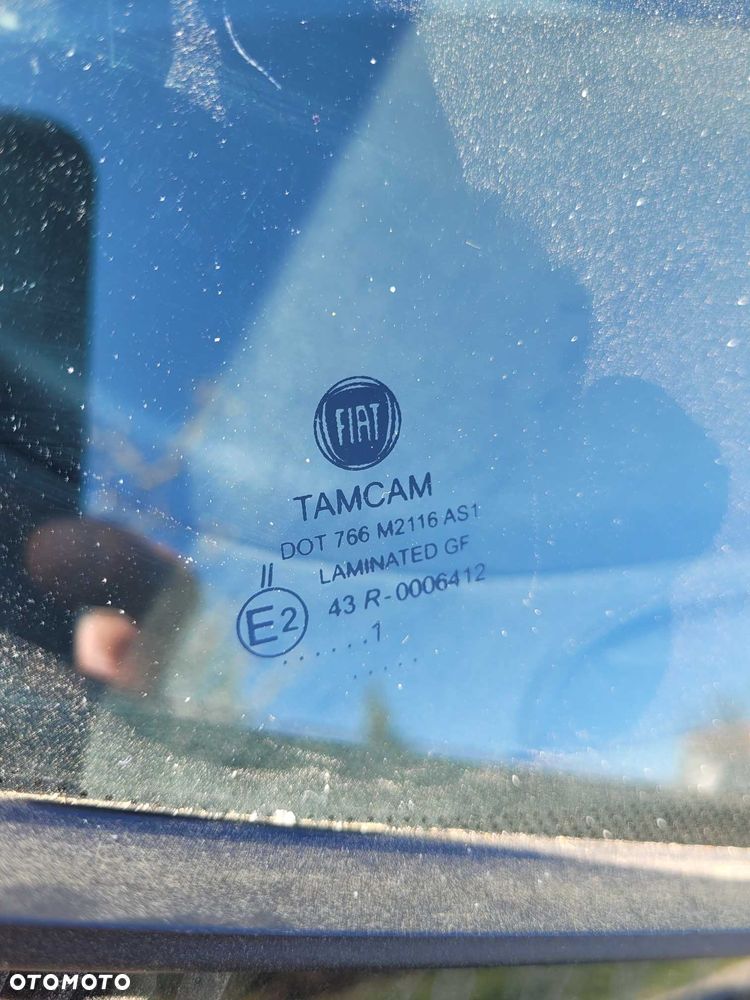 FIAT
TAMCAM
DOT 766 M2116 AS1
LAMINATED GF
II
E2 43 R-0006412
......1
.....
OTOMOTO